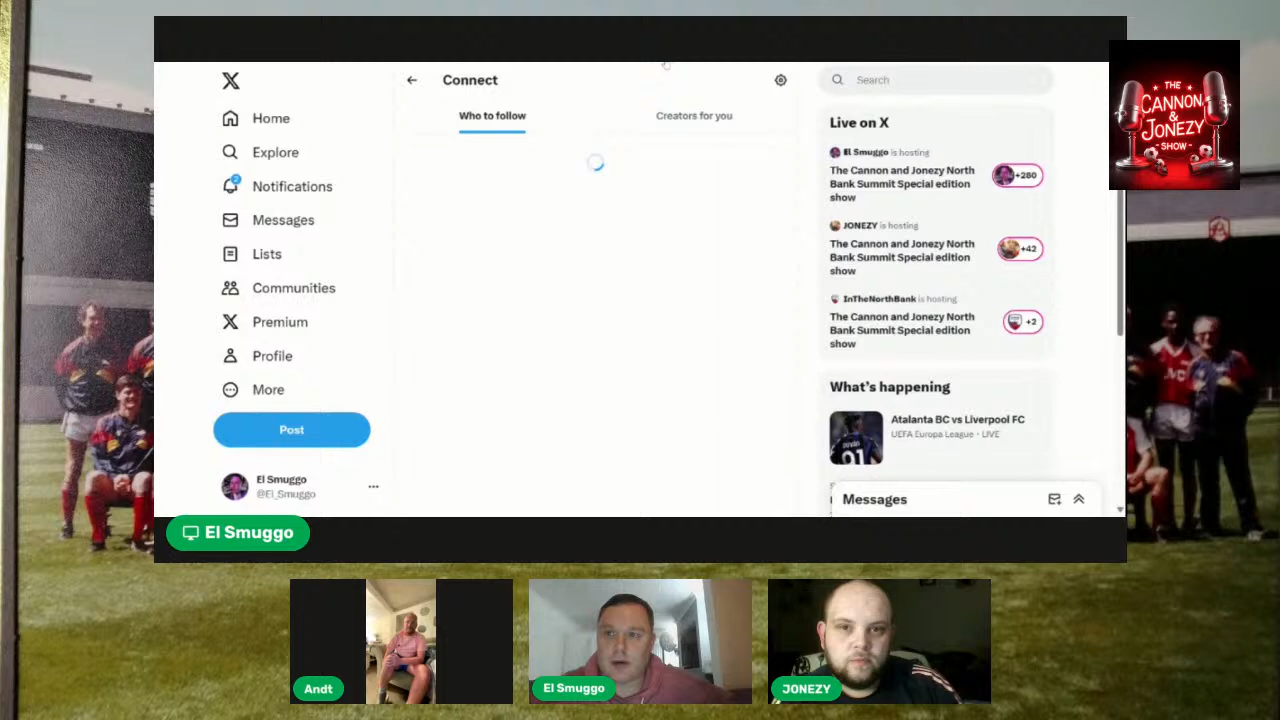 Connect
Search
THE
CANNON
&
JONEZY
SHOW
Home
Explore
2
Notifications
Messages
Lists
Communities
Premium
Profile
More
Post
El Smuggo
@El_Smuggo
Who to follow
Creators for you
Live on X
El Smuggo is hosting
The Cannon and Jonezy North
Bank Summit Special edition
show
+280
JONEZY is hosting
The Cannon and Jonezy North
Bank Summit Special edition
show
+42
InTheNorthBank is hosting
The Cannon and Jonezy North
Bank Summit Special edition
show
+2
What's happening
Atalanta BC vs Liverpool FC
UEFA Europa League · LIVE
91
Messages
El Smuggo
Andt
El Smuggo
JONEZY